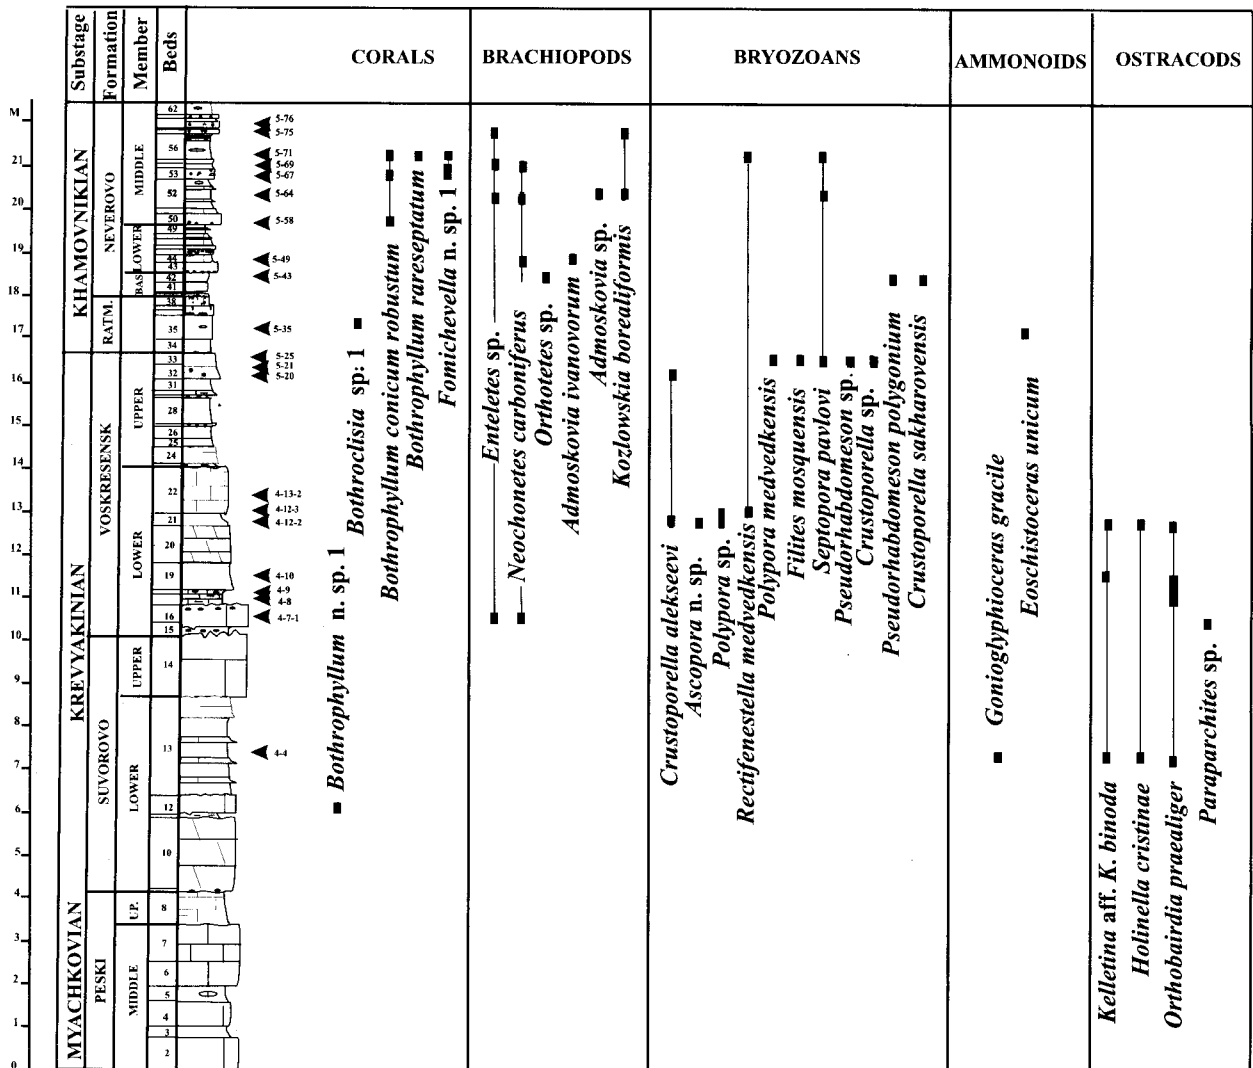 Substage
Formation
Member
Beds
CORALS
BRACHIOPODS
BRYOZOANS
AMMONOIDS
OSTRACODS
M
21
20
19
18
17
16
15
14
13
12
11
10
9
8
7
6
5
4
3
2
1
0
KHAMOVNIKIAN
KREVYAKINIAN
MYACHKOVIAN
NEVEROVO
RATM.
VOSKRESENSK
SUVOROVO
PESKI
MIDDLE
LOWER
BAS
UPPER
LOWER
UPPER
LOWER
UP.
MIDDLE
62
56
53
52
50
49
44
43
42
41
38
35
34
33
32
31
28
26
25
24
22
21
20
19
16
15
14
13
12
10
8
7
6
5
4
3
2
5-76
5-75
5-71
5-69
5-67
5-64
5-58
5-49
5-43
5-35
5-25
5-21
5-20
4-13-2
4-12-3
4-12-2
4-10
4-9
4-8
4-7-1
4-4
Bothrophyllum n. sp. 1
Bothroclisia sp: 1
Bothrophyllum conicum robustum
Bothrophyllum rareseptatum
Fomichevella n. sp. 1
Enteletes sp.
Neochonetes carboniferus
Orthotetes sp.
Admoskovia ivanovorum
Admoskovia sp.
Kozlowskia borealiformis
Crustoporella alekseevi
Ascopora n. sp.
Polypora sp.
Rectifenestella medvedkensis
Polypora medvedkensis
Filites mosquensis
Septopora pavlovi
Pseudorhabdomeson sp.
Crustoporella sp.
Pseudorhabdomeson polygonium
Crustoporella sakharovensis
Gonioglyphioceras gracile
Eoschistoceras unicum
Kelletina aff. K. binoda
Holinella cristinae
Orthobairdia praealiger
Paraparchites sp.